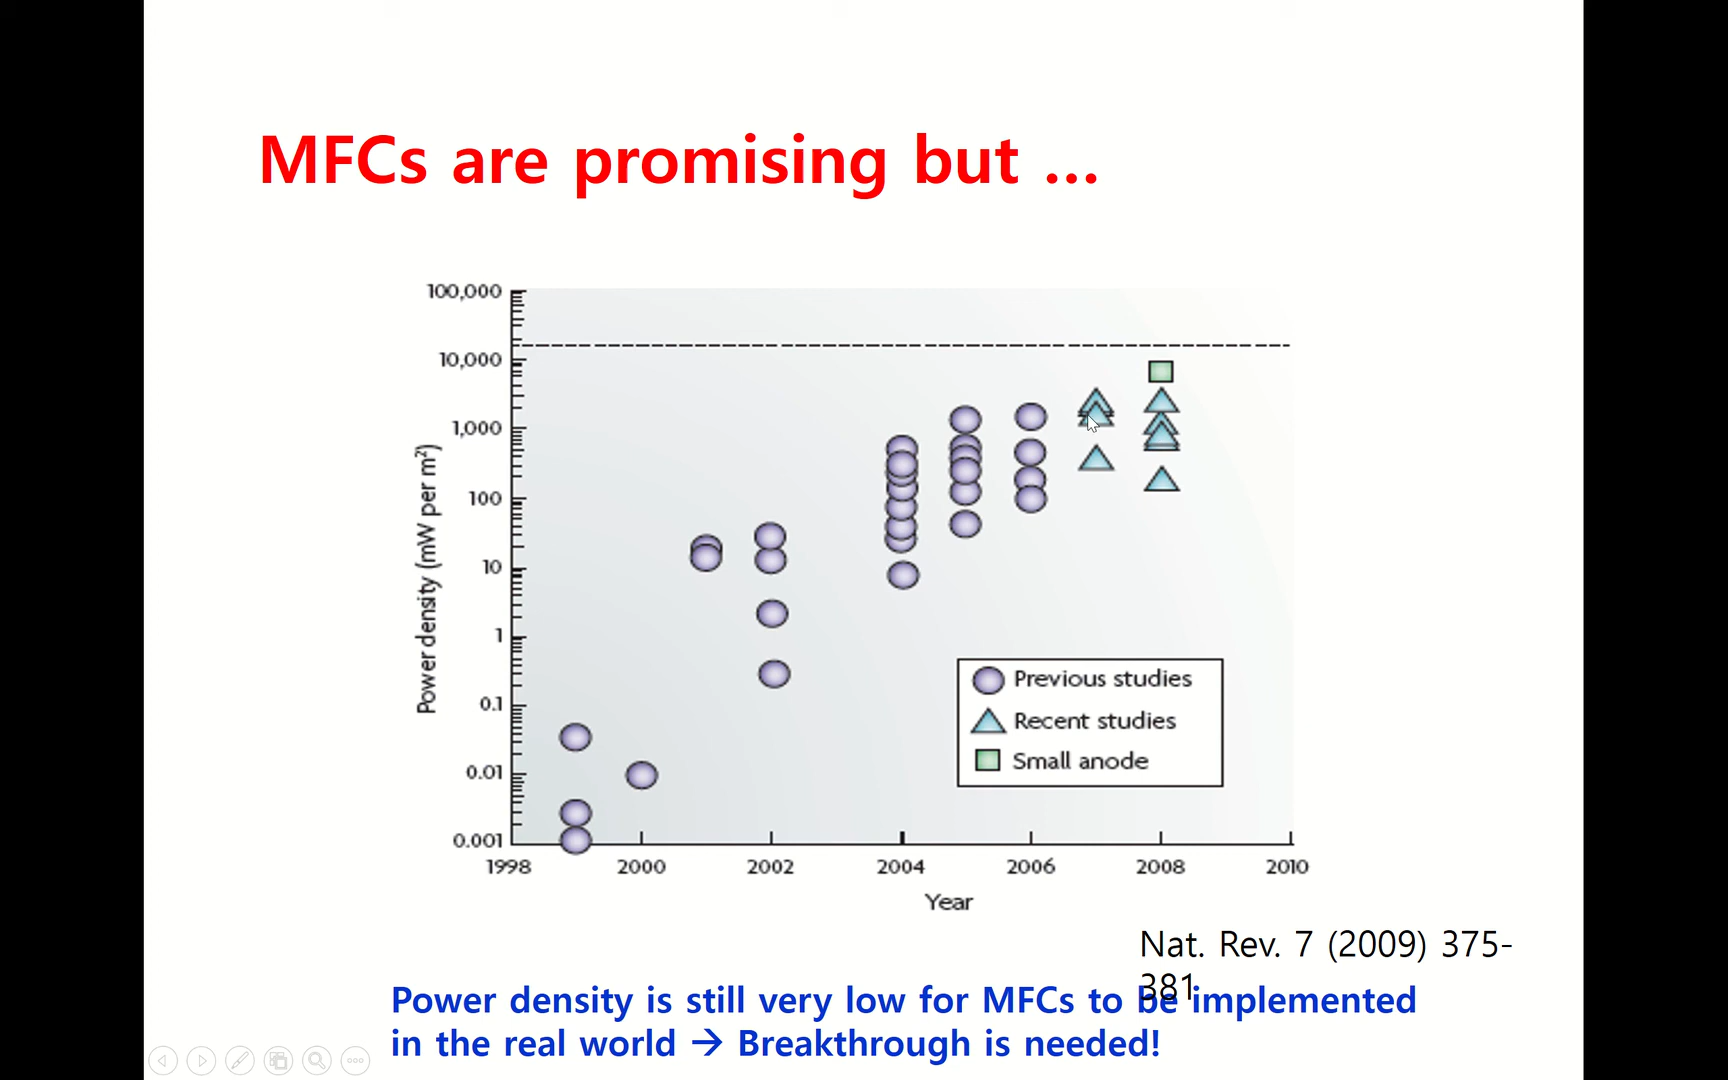 MFCs are promising but ...
100,000
10,000
1,000
100
10
1
0.1
0.01
0.001
Power density (mW per m²)
1998 2000 2002 2004 2006 2008 2010
Year
Previous studies
Recent studies
Small anode
Nat. Rev. 7 (2009) 375-
381
Power density is still very low for MFCs to be implemented
in the real world → Breakthrough is needed!